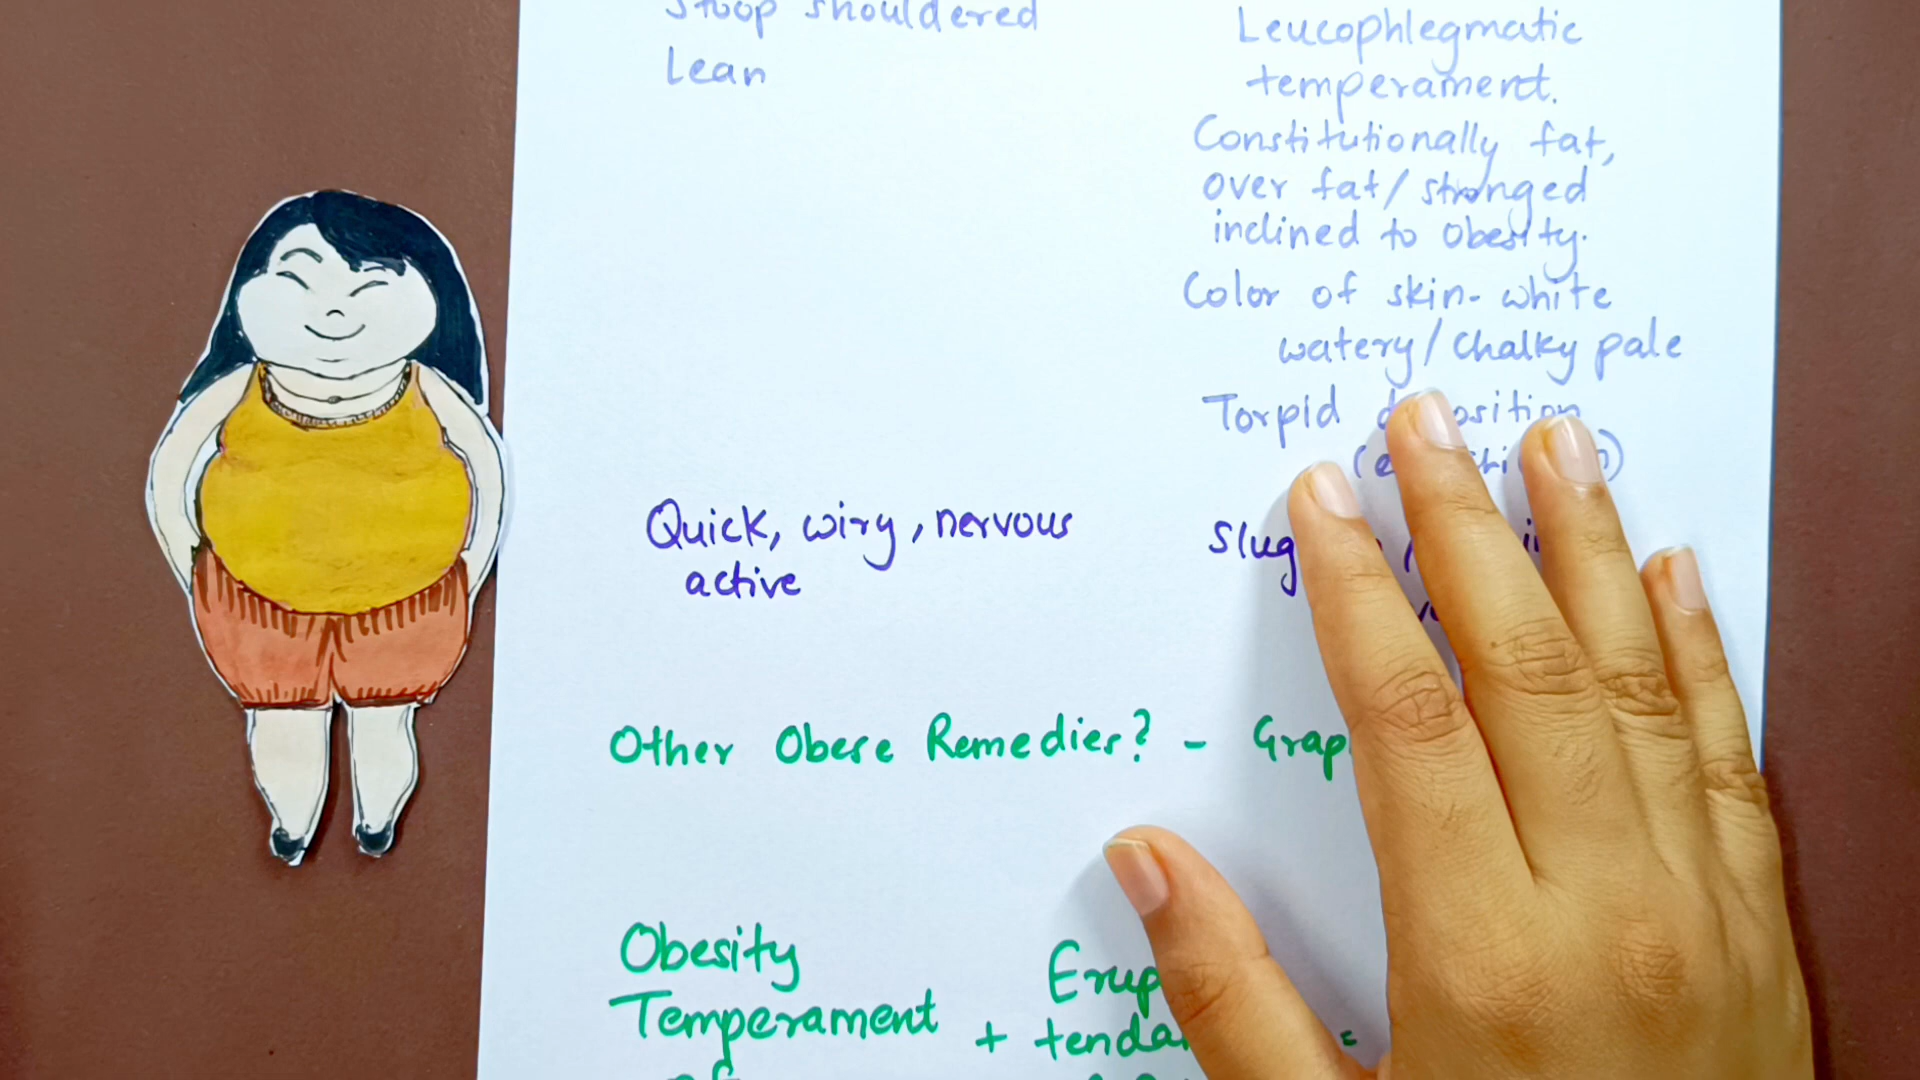 Stoop shouldered
Lean
Leucophlegmatic
temperament.
Constitutionally fat,
over fat/stronged
inclined to obesity.
Color of skin- white
watery/Chalky pale
Torpid
Quick, wiry, nervous
active
Other Obese Remedies? -
Obesity
Temperament
+
=